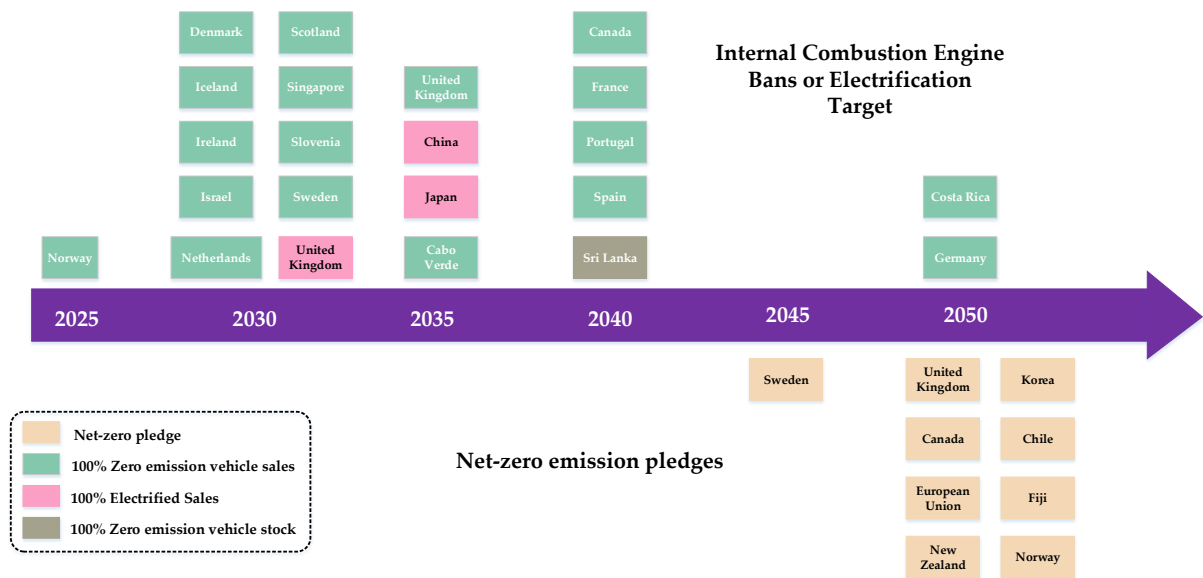 Denmark
Scotland
Canada
Internal Combustion Engine
Bans or Electrification
Target
Iceland
Singapore
United
Kingdom
France
Ireland
Slovenia
China
Portugal
Israel
Sweden
Japan
Spain
Costa Rica
Norway
Netherlands
United
Kingdom
Cabo
Verde
Sri Lanka
Germany
2025
2030
2035
2040
2045
2050
Sweden
United
Kingdom
Korea
Net-zero pledge
100% Zero emission vehicle sales
100% Electrified Sales
100% Zero emission vehicle stock
Net-zero emission pledges
Canada
Chile
European
Union
Fiji
New
Zealand
Norway